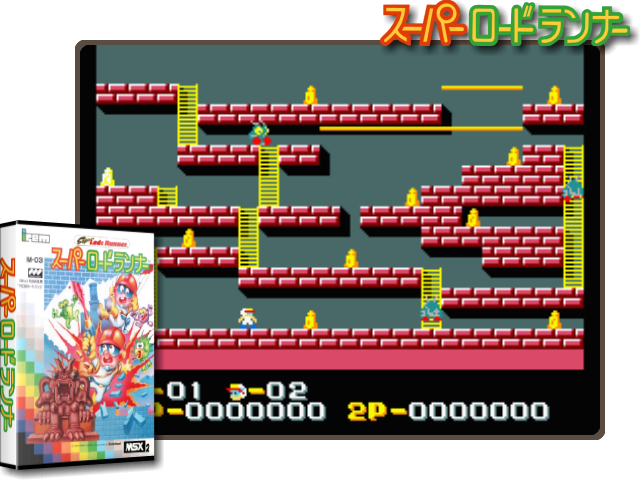 スーパーロードランナー
-01 -02
P-0000000 2P-0000000
irem
M-03
Super Lode Runner
スーパーロードランナー
スーパーロードランナー
MSX2